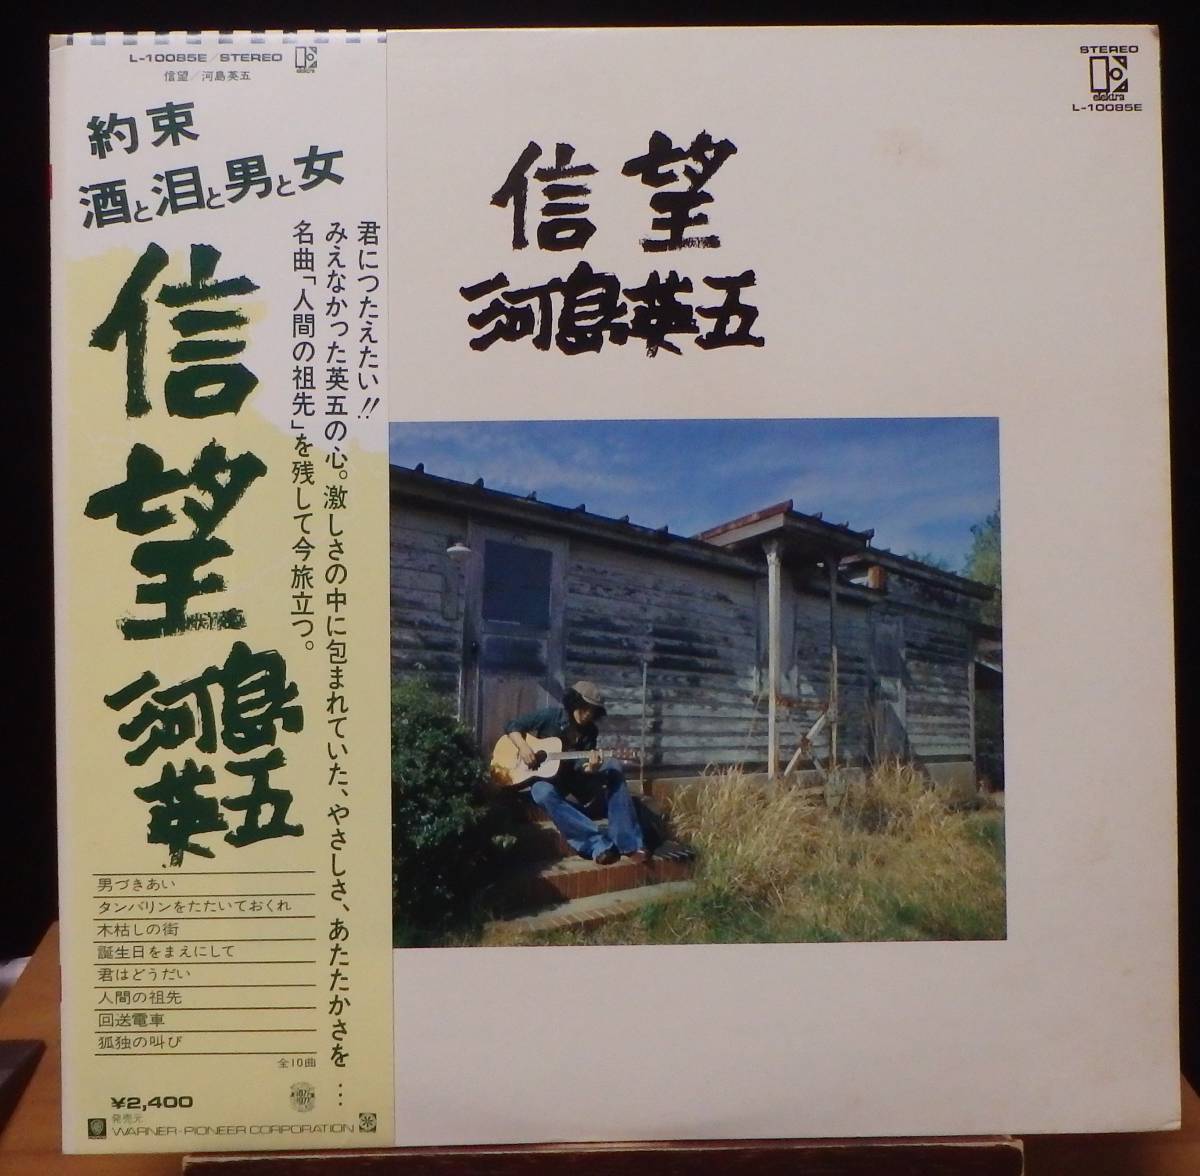 L-10085E/STEREO
elektra
信望/河島英五
約束
酒と泪と男と女
信望
河島英五
君につたえたい!!
みえなかった英五の心。激しさの中に包まれていた、やさしさ、あたたかさを…
名曲「人間の祖先」を残して今旅立つ。
男づきあい
タンバリンをたたいておくれ
木枯しの街
誕生日をまえにして
君はどうだい
人間の祖先
回送電車
孤独の叫び
全10曲
¥2,400
発売元
WARNER-PIONEER CORPORATION
STEREO
elektra
L-10085E
信望
河島英五